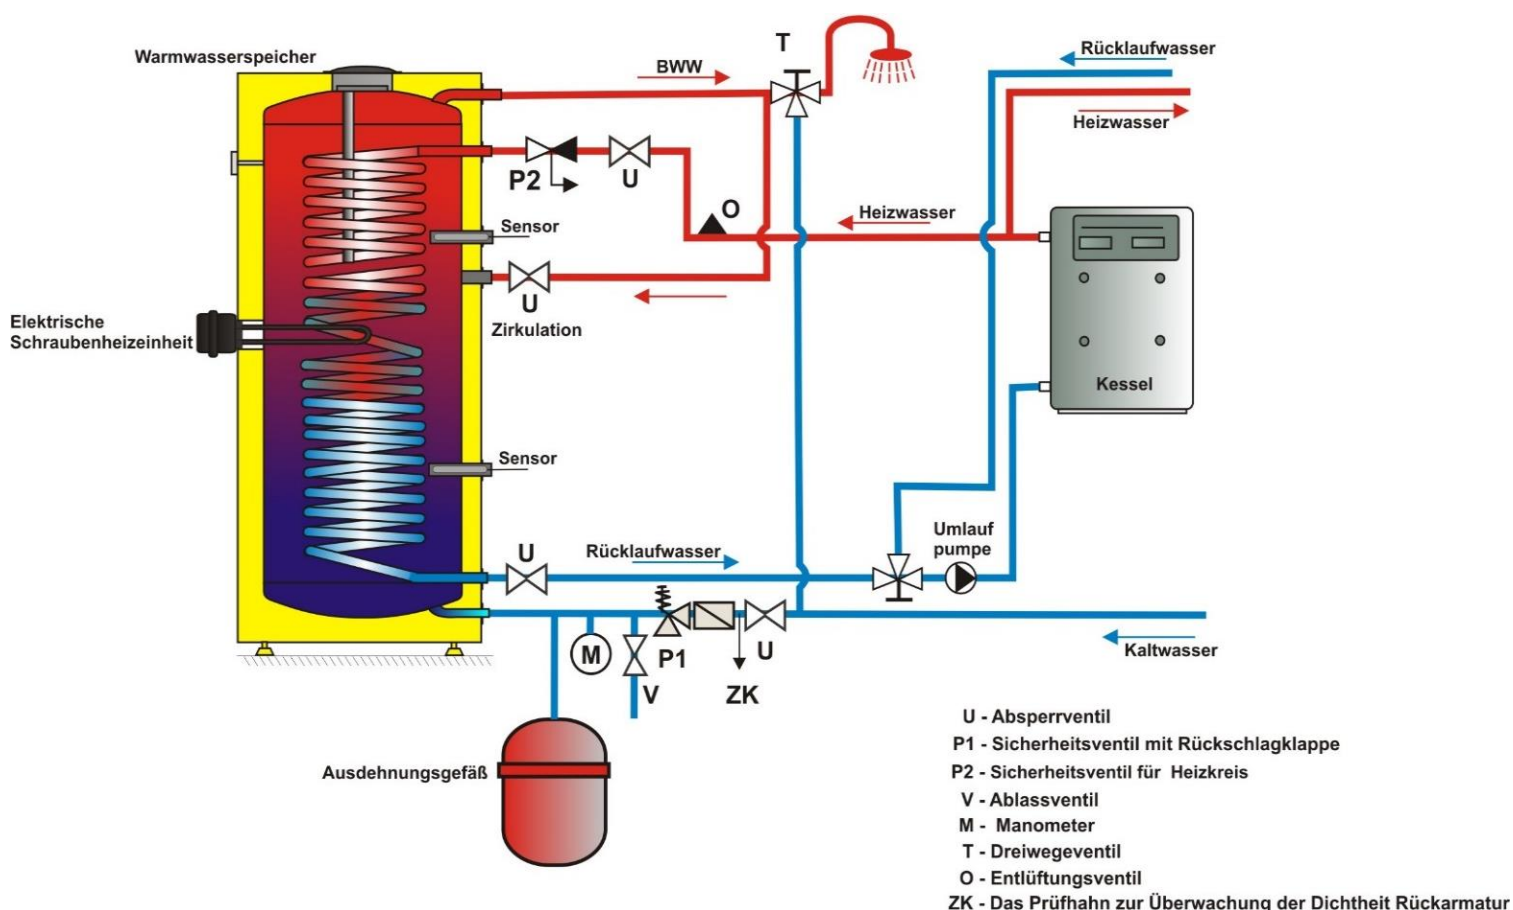 Warmwasserspeicher
BWW
T
Rücklaufwasser
Heizwasser
P2
U
O
Heizwasser
Sensor
U
Zirkulation
Elektrische
Schraubenheizeinheit
Kessel
Sensor
U
Rücklaufwasser
Umlauf
pumpe
M
V
P1
ZK
U
Kaltwasser
Ausdehnungsgefäß
U - Absperrventil
P1 - Sicherheitsventil mit Rückschlagklappe
P2 - Sicherheitsventil für Heizkreis
V - Ablassventil
M - Manometer
T - Dreiwegeventil
O - Entlüftungsventil
ZK - Das Prüfhahn zur Überwachung der Dichtheit Rückarmatur